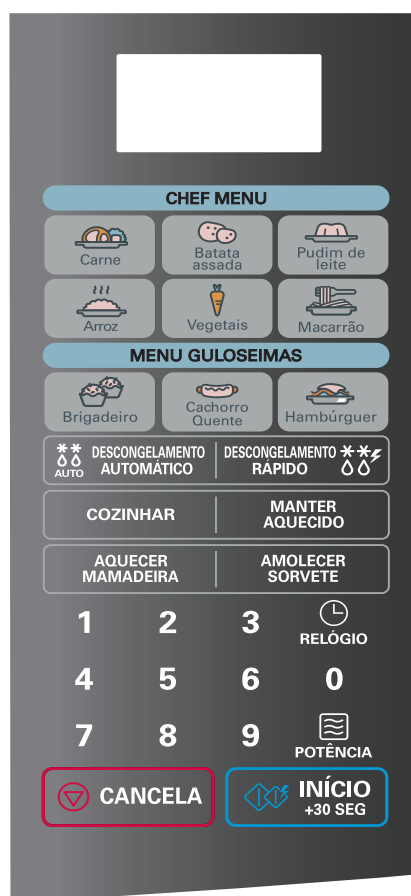 CHEF MENU
Carne
Batata
assada
Pudim de
leite
Arroz
Vegetais
Macarrão
MENU GULOSEIMAS
Brigadeiro
Cachorro
Quente
Hambúrguer
AUTO
DESCONGELAMENTO
AUTOMÁTICO
DESCONGELAMENTO
RÁPIDO
COZINHAR
MANTER
AQUECIDO
AQUECER
MAMADEIRA
AMOLECER
SORVETE
1 2 3
RELÓGIO
4 5 6 0
7 8 9
POTÊNCIA
CANCELA
INÍCIO
+30 SEG